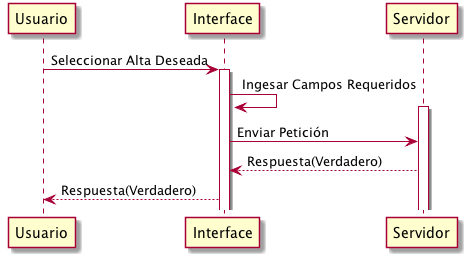 Usuario
Interface
Servidor
Seleccionar Alta Deseada
Ingesar Campos Requeridos
Enviar Petición
Respuesta(Verdadero)
Respuesta(Verdadero)
Usuario
Interface
Servidor